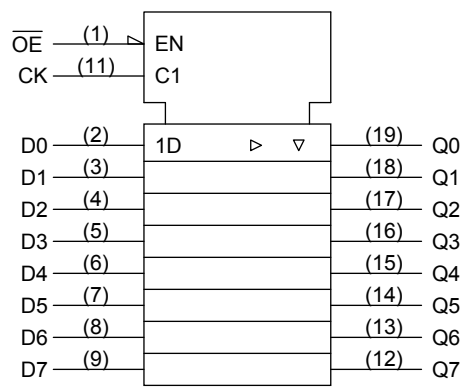 O̅E̅ (1) EN
CK (11) C1
D0 (2) 1D (19) Q0
D1 (3) (18) Q1
D2 (4) (17) Q2
D3 (5) (16) Q3
D4 (6) (15) Q4
D5 (7) (14) Q5
D6 (8) (13) Q6
D7 (9) (12) Q7